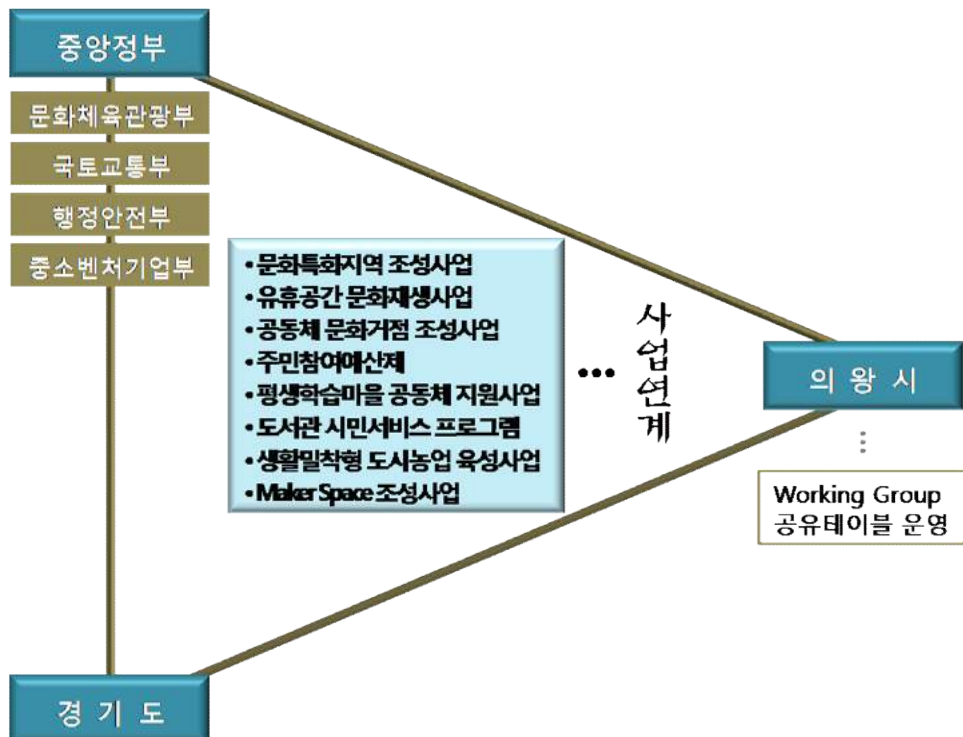 중앙정부
문화체육관광부
국토교통부
행정안전부
중소벤처기업부
• 문화특화지역 조성사업
• 유휴공간 문화재생사업
• 공동체 문화거점 조성사업
• 주민참여예산제
• 평생학습마을 공동체 지원사업
• 도서관 시민서비스 프로그램
• 생활밀착형 도시농업 육성사업
• Maker Space 조성사업
•••
사업연계
의 왕 시
Working Group
공유테이블 운영
경 기 도